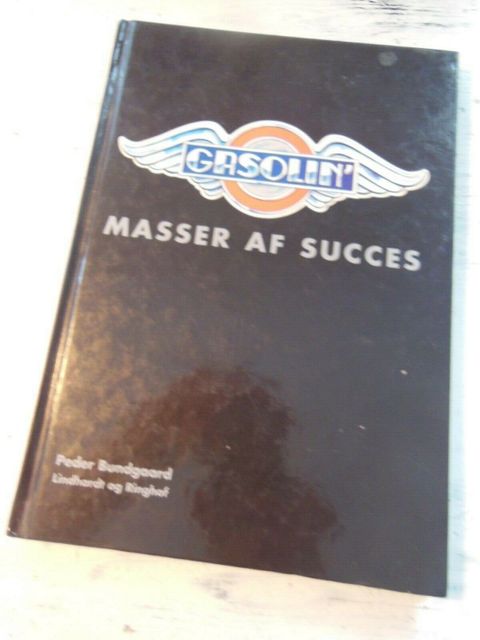 GASOLIN'
MASSER AF SUCCES
Peder Bundgaard
Lindhardt og Ringhof